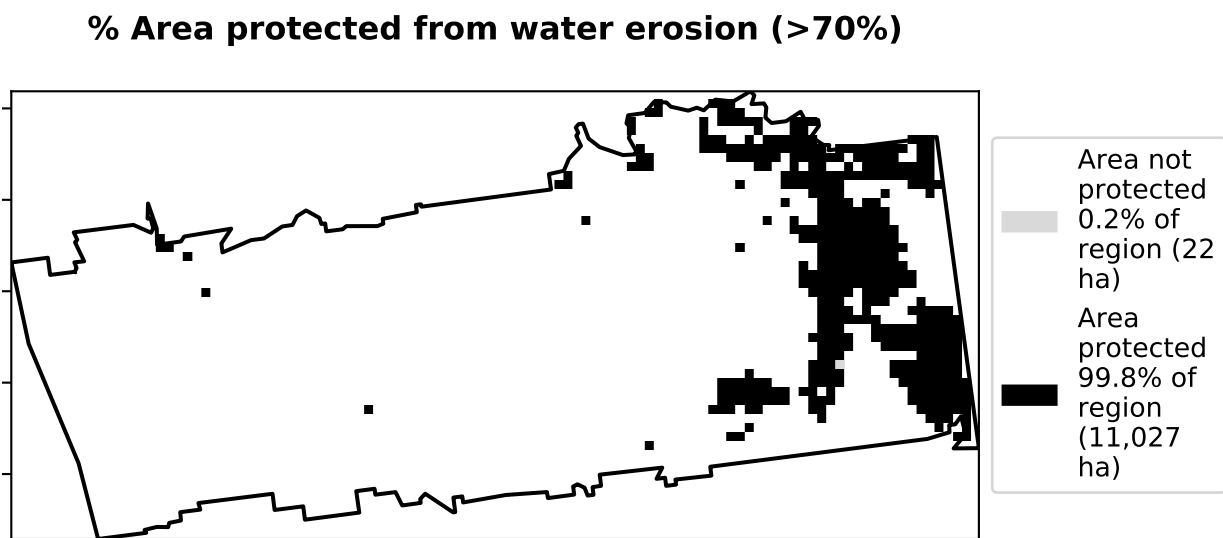 % Area protected from water erosion (>70%)
Area not
protected
0.2% of
region (22
ha)
Area
protected
99.8% of
region
(11,027
ha)